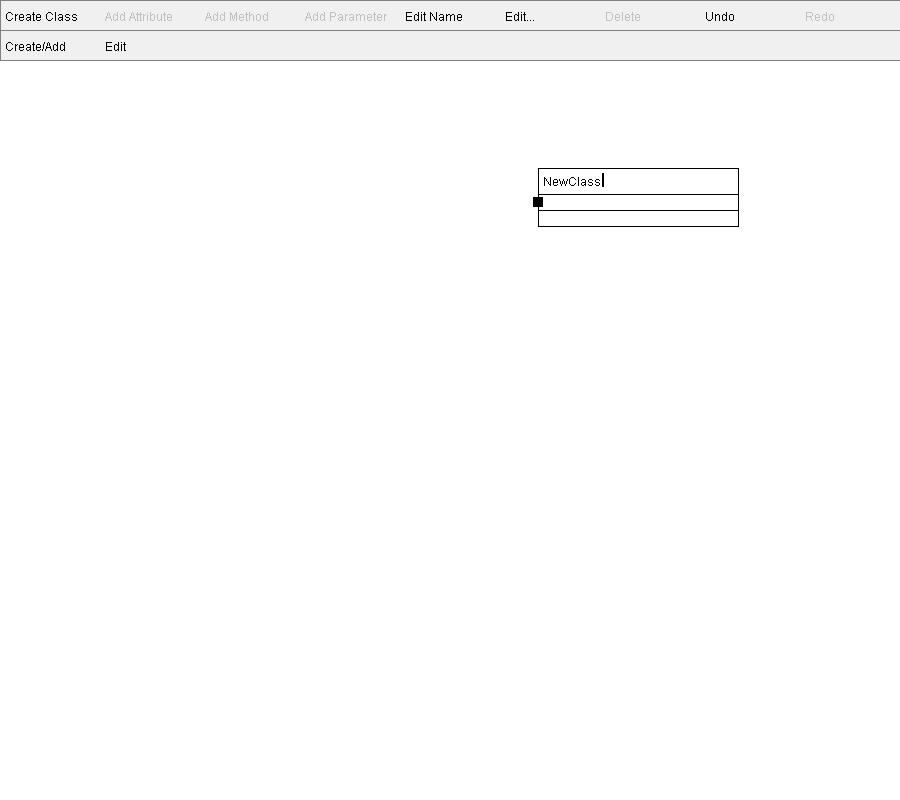 Create Class Add Attribute Add Method Add Parameter Edit Name Edit... Delete Undo Redo
Create/Add Edit
NewClass